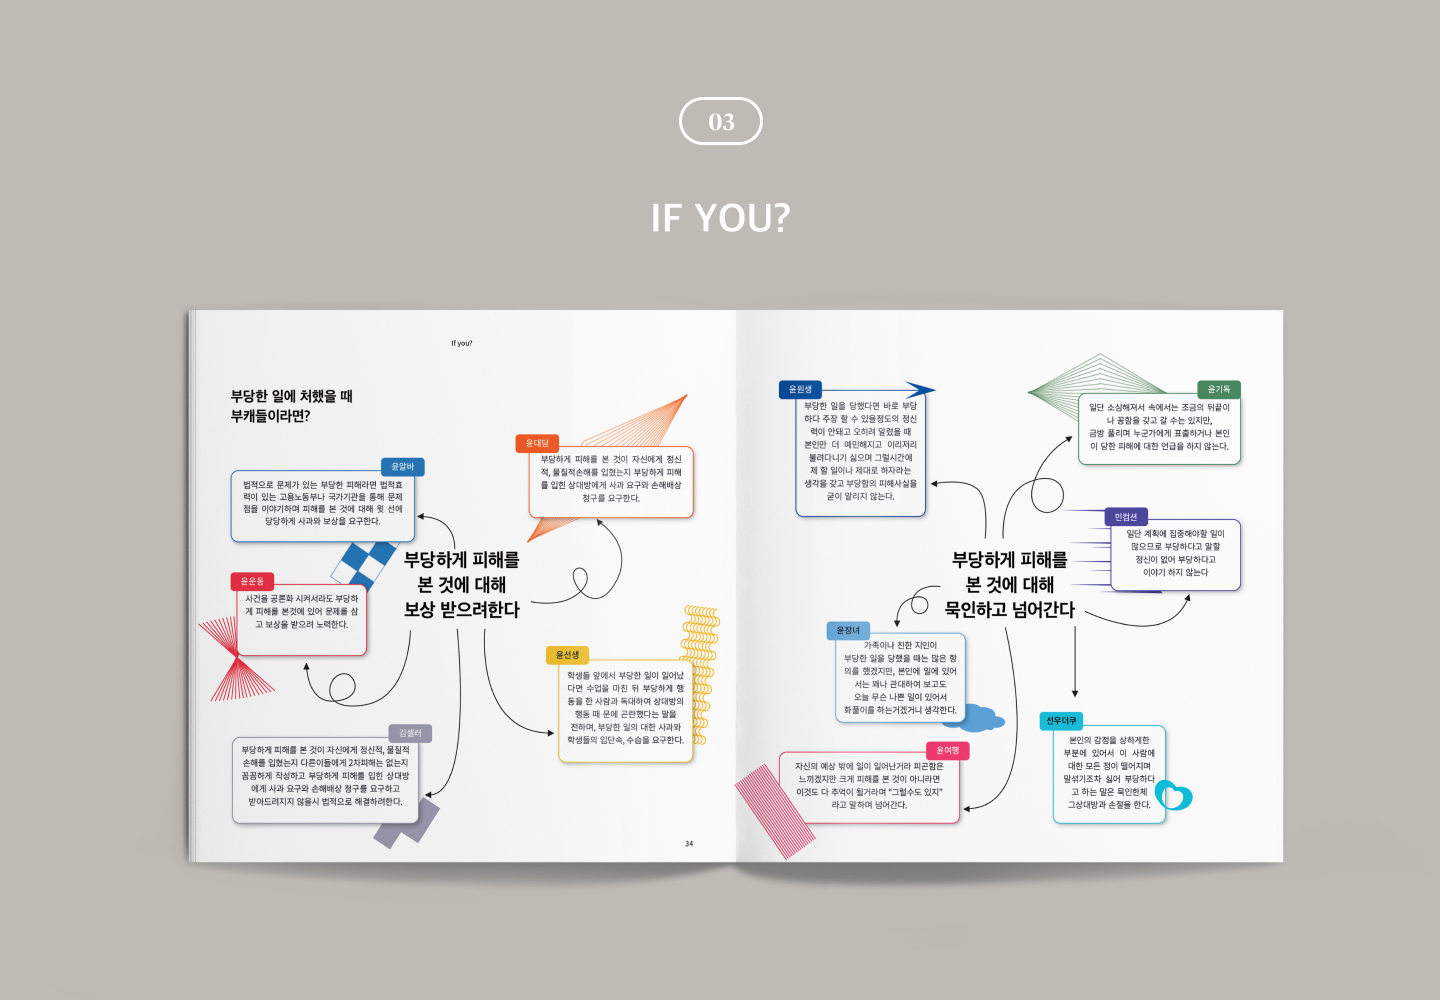 03
IF YOU?
If you?
부당한 일에 처했을 때
부캐들이라면?
윤알바
법적으로 문제가 있는 부당한 피해라면 법적효
력이 있는 고용노동부나 국가기관을 통해 문제
점을 이야기하며 피해를 본 것에 대해 윗 선에
당당하게 사과와 보상을 요구한다.
윤대딩
부당하게 피해를 본 것이 자신에게 정신
적, 물질적손해를 입혔는지 부당하게 피해
를 입힌 상대방에게 사과 요구와 손해배상
청구를 요구한다.
부당하게 피해를
본 것에 대해
보상 받으려한다
윤운동
사건을 공론화 시켜서라도 부당하
게 피해를 본것에 있어 문제를 삼
고 보상을 받으려 노력한다.
윤선생
학생들 앞에서 부당한 일이 일어났
다면 수업을 마친 뒤 부당하게 행
동을 한 사람과 독대하여 상대방의
행동 때 문에 곤란했다는 말을
전하며, 부당한 일의 대한 사과와
학생들의 입단속, 수습을 요구한다.
김셀러
부당하게 피해를 본 것이 자신에게 정신적, 물질적
손해를 입혔는지 다른이들에게 2차피해는 없는지
꼼꼼하게 작성하고 부당하게 피해를 입힌 상대방
에게 사과 요구와 손해배상 청구를 요구하고
받아드려지지 않을시 법적으로 해결하려한다.
34
윤원생
부당한 일을 당했다면 바로 부당
하다 주장 할 수 있을정도의 정신
력이 안돼고 오히려 알렸을 때
본인만 더 예민해지고 이리저리
불려다니기 싫으며 그럴시간에
제 할 일이나 제대로 하자라는
생각을 갖고 부당함의 피해사실을
굳이 알리지 않는다.
윤기독
일단 소심해져서 속에서는 조금의 뒤끝이
나 꽁함을 갖고 갈 수는 있지만,
금방 풀리며 누군가에게 표출하거나 본인
이 당한 피해에 대한 언급을 하지 않는다.
민컴션
일단 계획에 집중해야할 일이
많으므로 부당하다고 말할
정신이 없어 부당하다고
이야기 하지 않는다
부당하게 피해를
본 것에 대해
묵인하고 넘어간다
윤장녀
가족이나 친한 지인이
부당한 일을 당했을 때는 많은 항
의를 했겠지만, 본인에 일에 있어
서는 꽤나 관대하여 보고도
오늘 무슨 나쁜 일이 있어서
화풀이를 하는거겠거니 생각한다.
윤여행
자신의 예상 밖에 일이 일어난거라 피곤함은
느끼겠지만 크게 피해를 본 것이 아니라면
이것도 다 추억이 될거라며 “그럴수도 있지”
라고 말하며 넘어간다.
선우더쿠
본인의 감정을 상하게한
부분에 있어서 이 사람에
대한 모든 정이 떨어지며
말섞기조차 싫어 부당하다
고 하는 말은 묵인한체
그상대방과 손절을 한다.